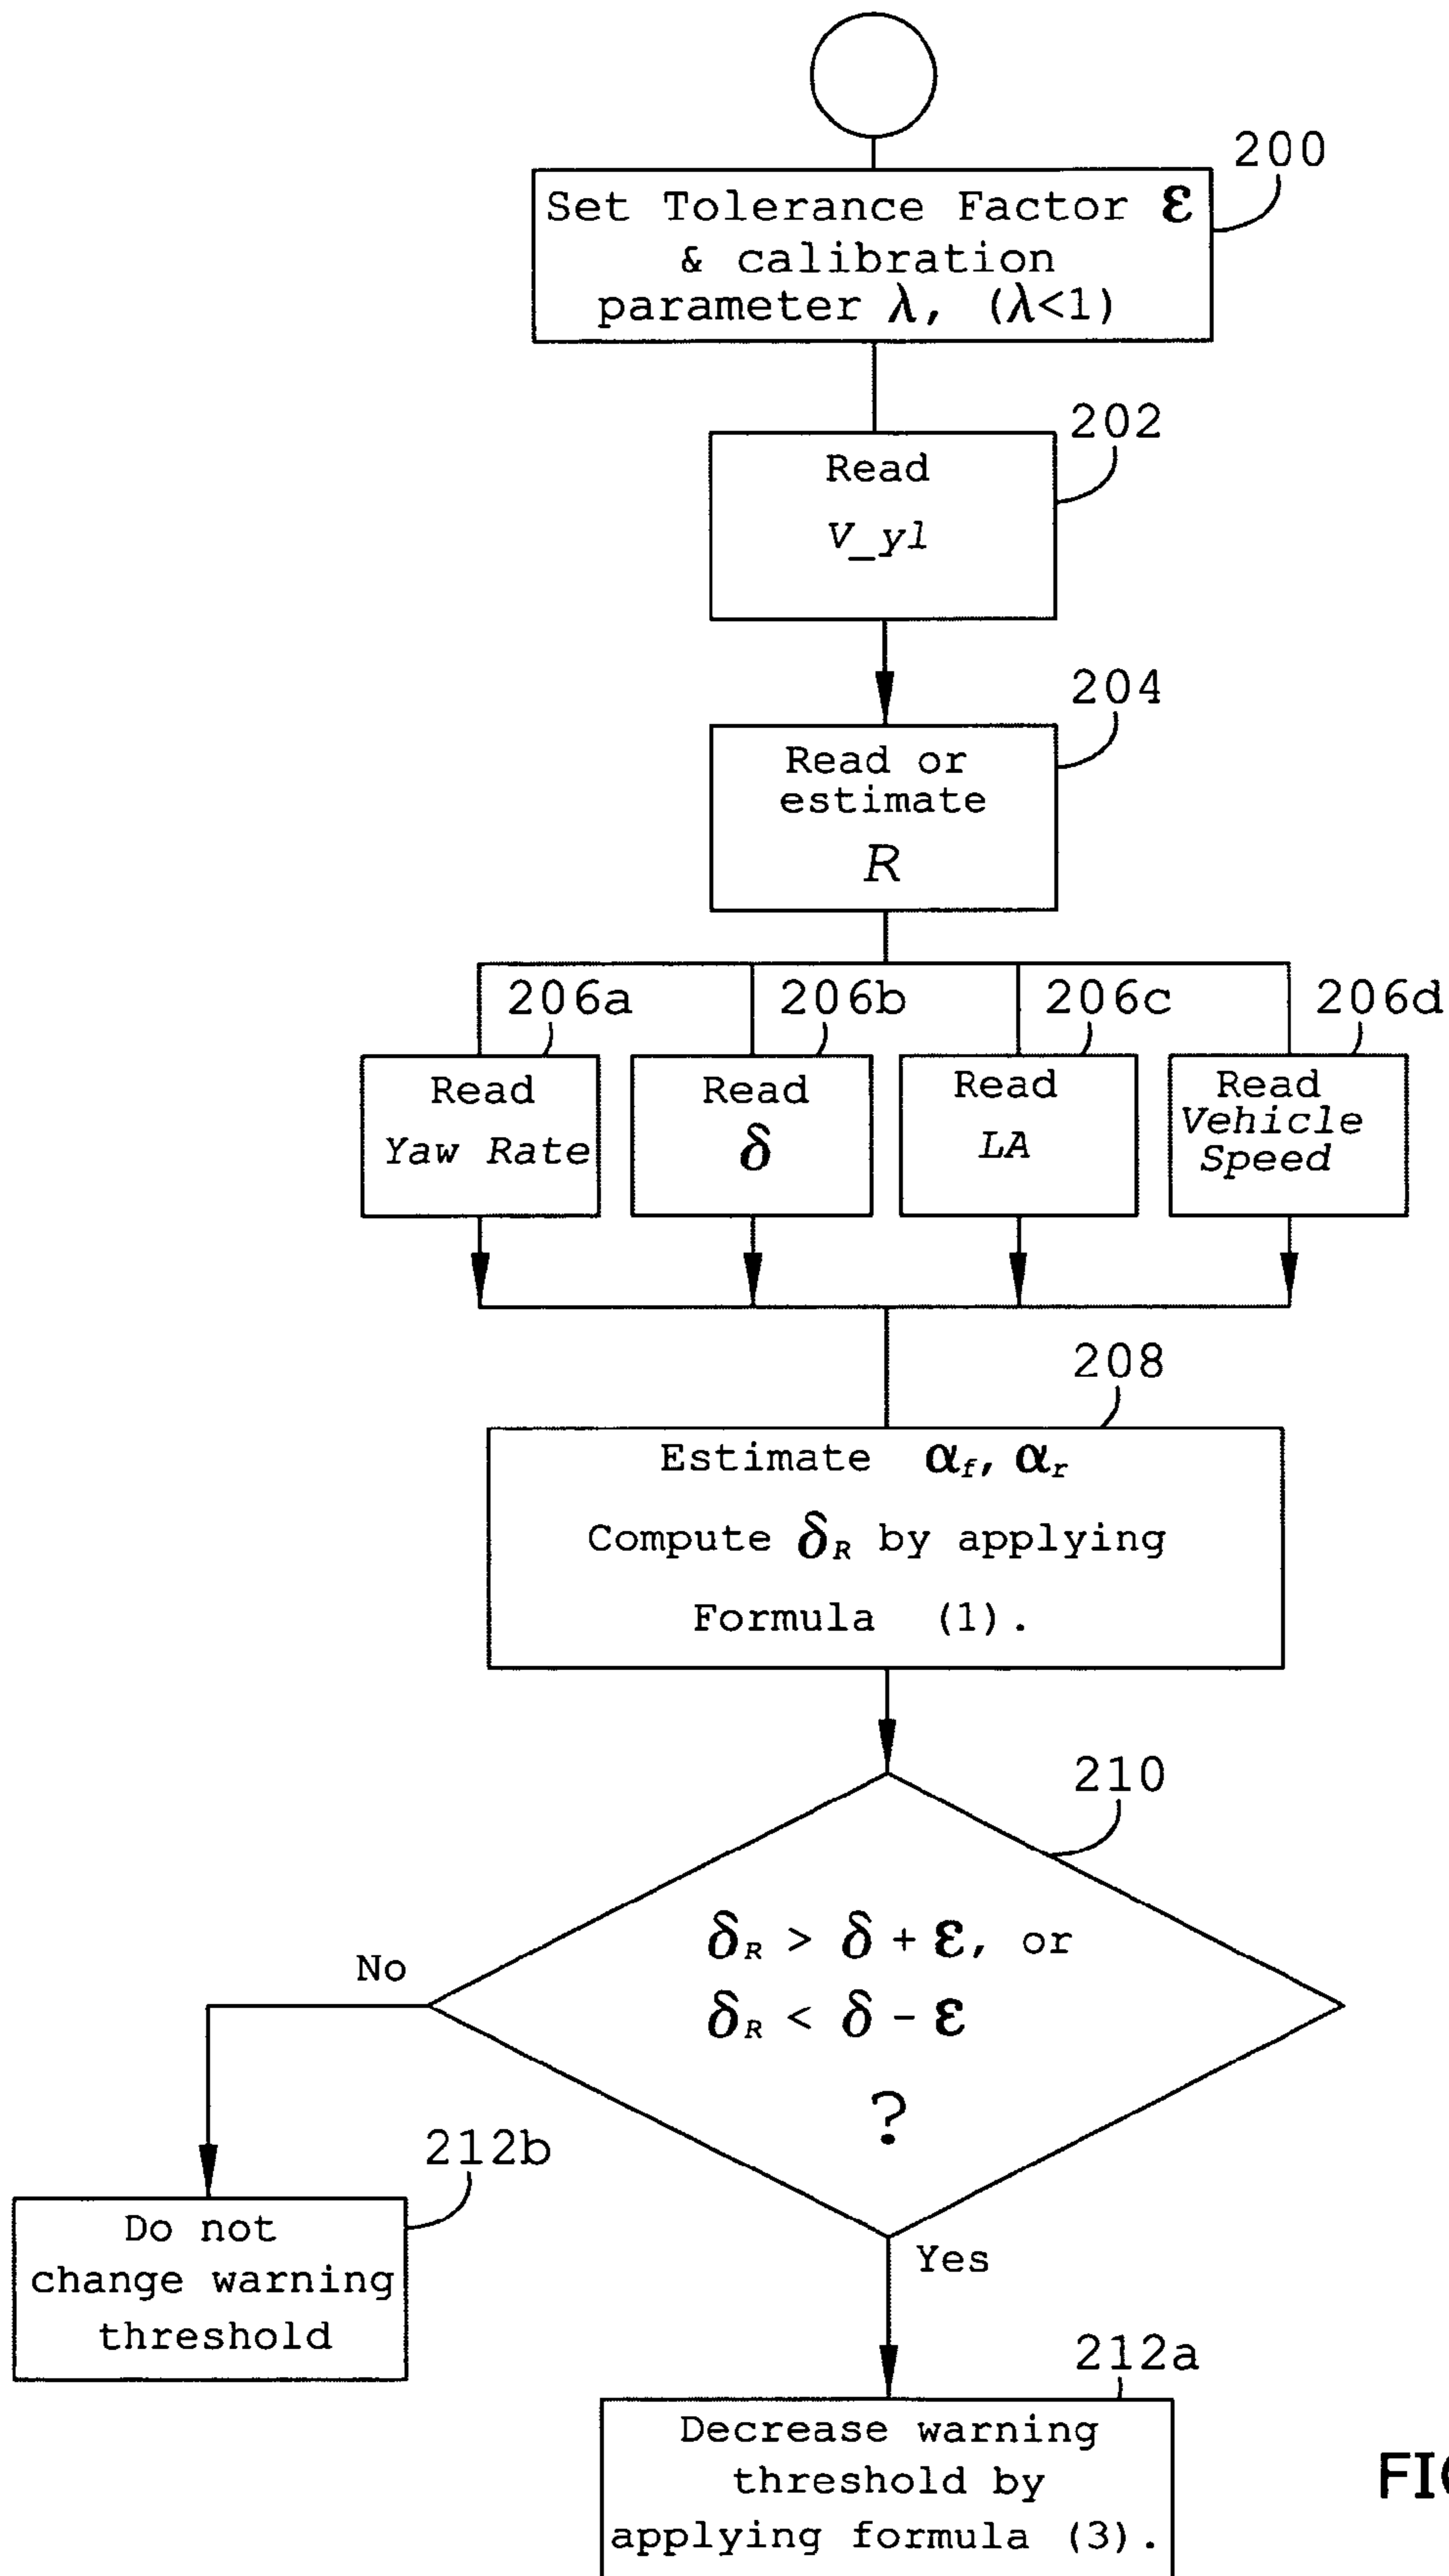 200
Set Tolerance Factor ε
& calibration
parameter λ, (λ<1)
202
Read
V_yl
204
Read or
estimate
R
206a
206b
206c
206d
Read
Yaw Rate
Read
δ
Read
LA
Read
Vehicle
Speed
208
Estimate αf, αr
Compute δR by applying
Formula (1).
210
δR > δ + ε, or
δR < δ - ε
?
No
Yes
212b
Do not
change warning
threshold
212a
Decrease warning
threshold by
applying formula (3).